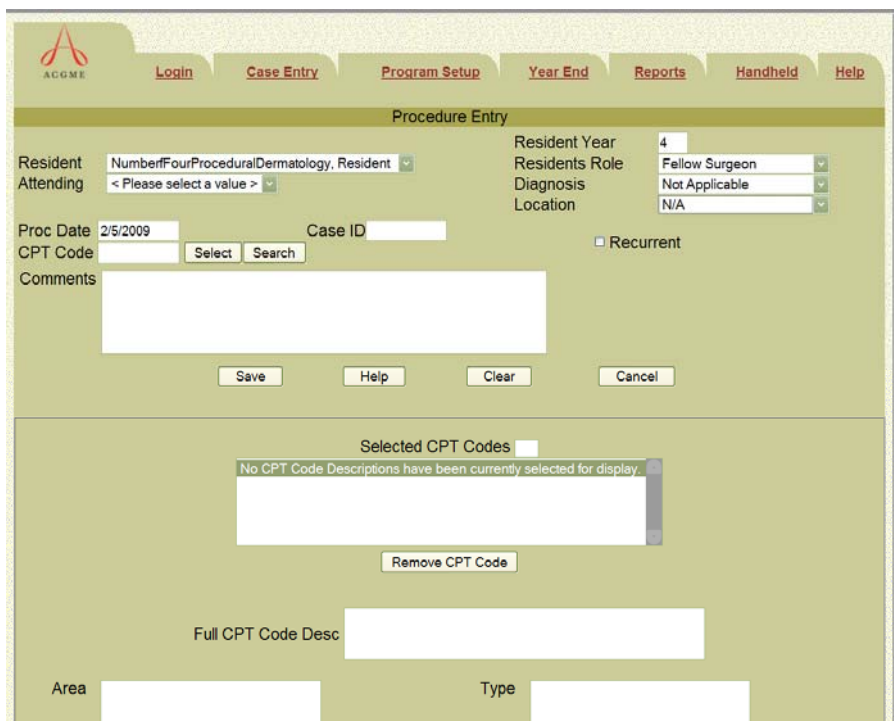 ACGME
Login Case Entry Program Setup Year End Reports Handheld Help
Procedure Entry
Resident Year 4
Resident NumberfFourProceduralDermatology, Resident Residents Role Fellow Surgeon
Attending < Please select a value > Diagnosis Not Applicable
Location N/A
Proc Date 2/5/2009 Case ID
Recurrent
CPT Code Select Search
Comments
Save Help Clear Cancel
Selected CPT Codes
No CPT Code Descriptions have been currently selected for display.
Remove CPT Code
Full CPT Code Desc
Area Type